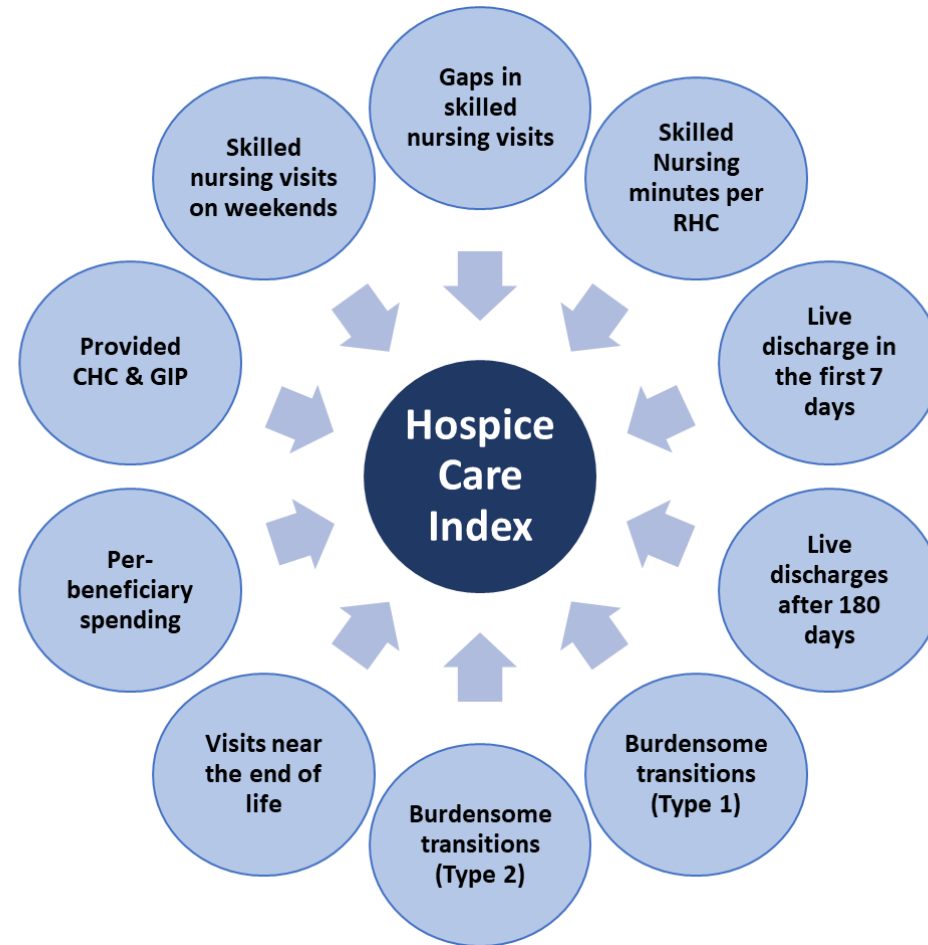 Gaps in
skilled
nursing visits
Skilled
Nursing
minutes per
RHC
Live
discharge in
the first 7
days
Live
discharges
after 180
days
Burdensome
transitions
(Type 1)
Burdensome
transitions
(Type 2)
Visits near
the end of
life
Per-
beneficiary
spending
Provided
CHC & GIP
Skilled
nursing visits
on weekends
Hospice
Care
Index